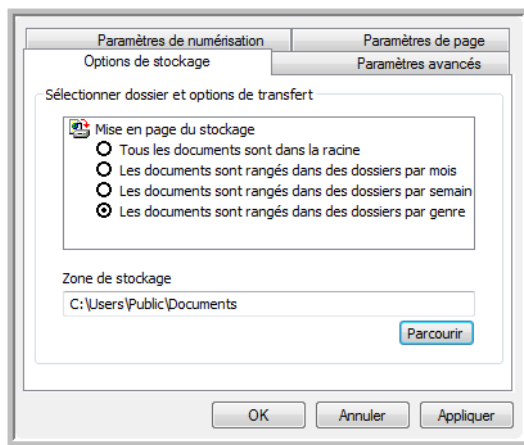 Paramètres de numérisation
Paramètres de page
Options de stockage
Paramètres avancés
Sélectionner dossier et options de transfert
Mise en page du stockage
Tous les documents sont dans la racine
Les documents sont rangés dans des dossiers par mois
Les documents sont rangés dans des dossiers par semain
Les documents sont rangés dans des dossiers par genre
Zone de stockage
C:\Users\Public\Documents
Parcourir
OK
Annuler
Appliquer